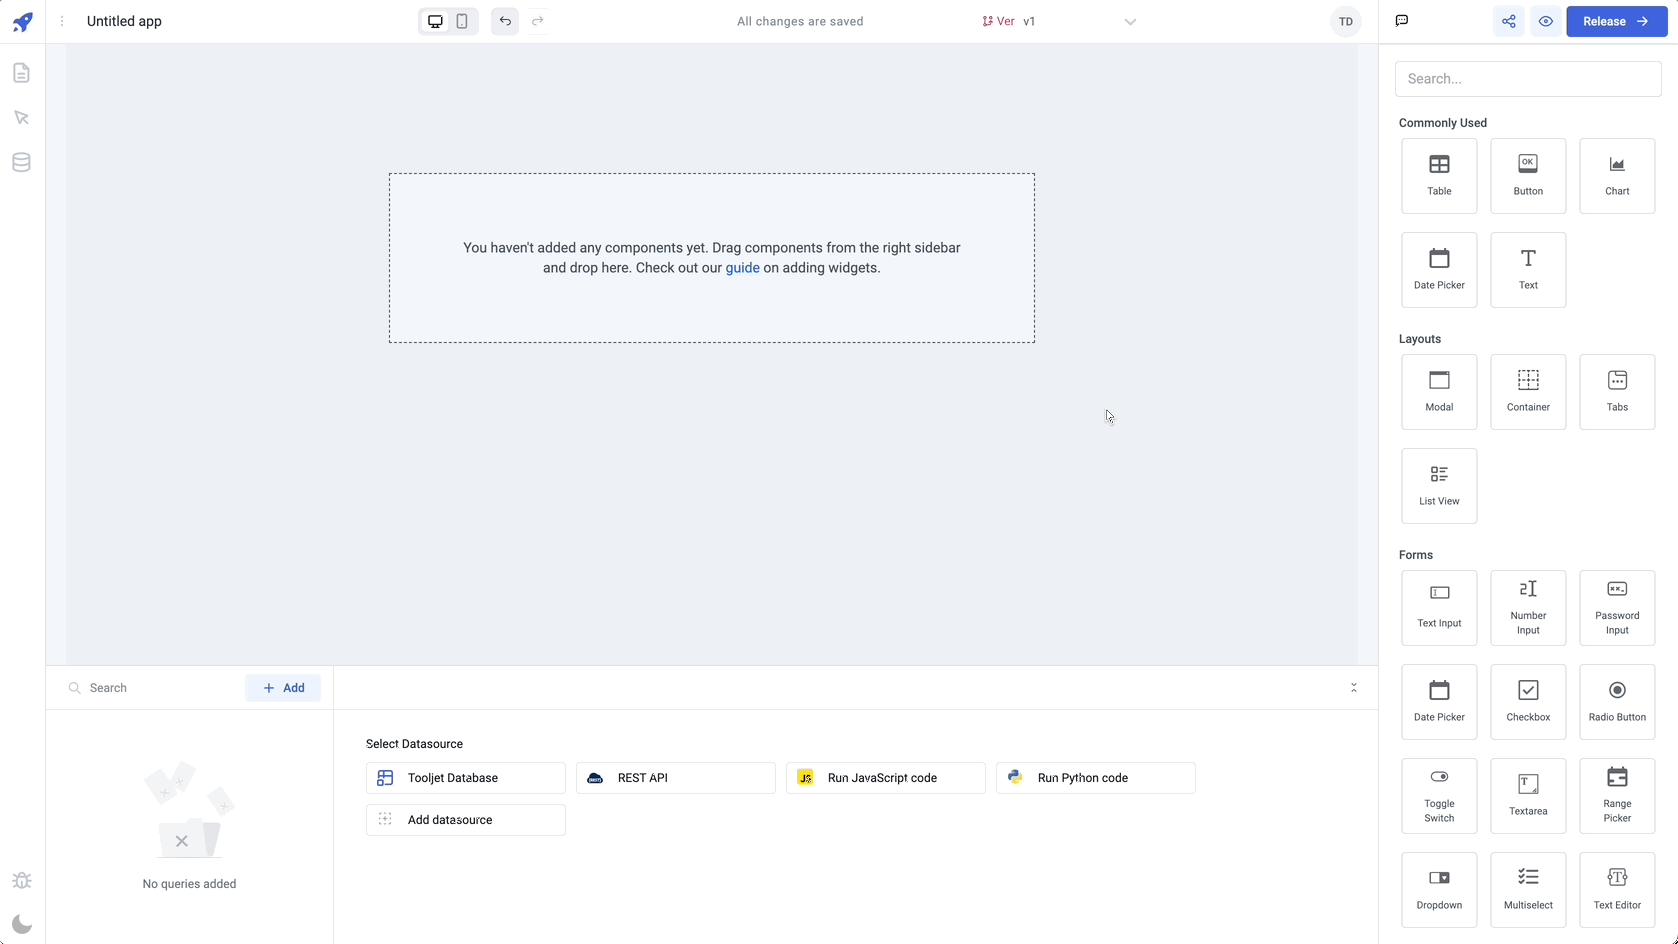 Untitled app
All changes are saved
Ver v1
TD
Release
Search...
Commonly Used
Table
Button
OK
Chart
Date Picker
Text
You haven't added any components yet. Drag components from the right sidebar
and drop here. Check out our guide on adding widgets.
Layouts
Modal
Container
Tabs
List View
Forms
Text Input
Number
Input
Password
Input
Date Picker
Checkbox
Radio Button
Toggle
Switch
Textarea
Range
Picker
Dropdown
Multiselect
Text Editor
Search
Add
No queries added
Select Datasource
Tooljet Database
REST API
JS
Run JavaScript code
Run Python code
Add datasource